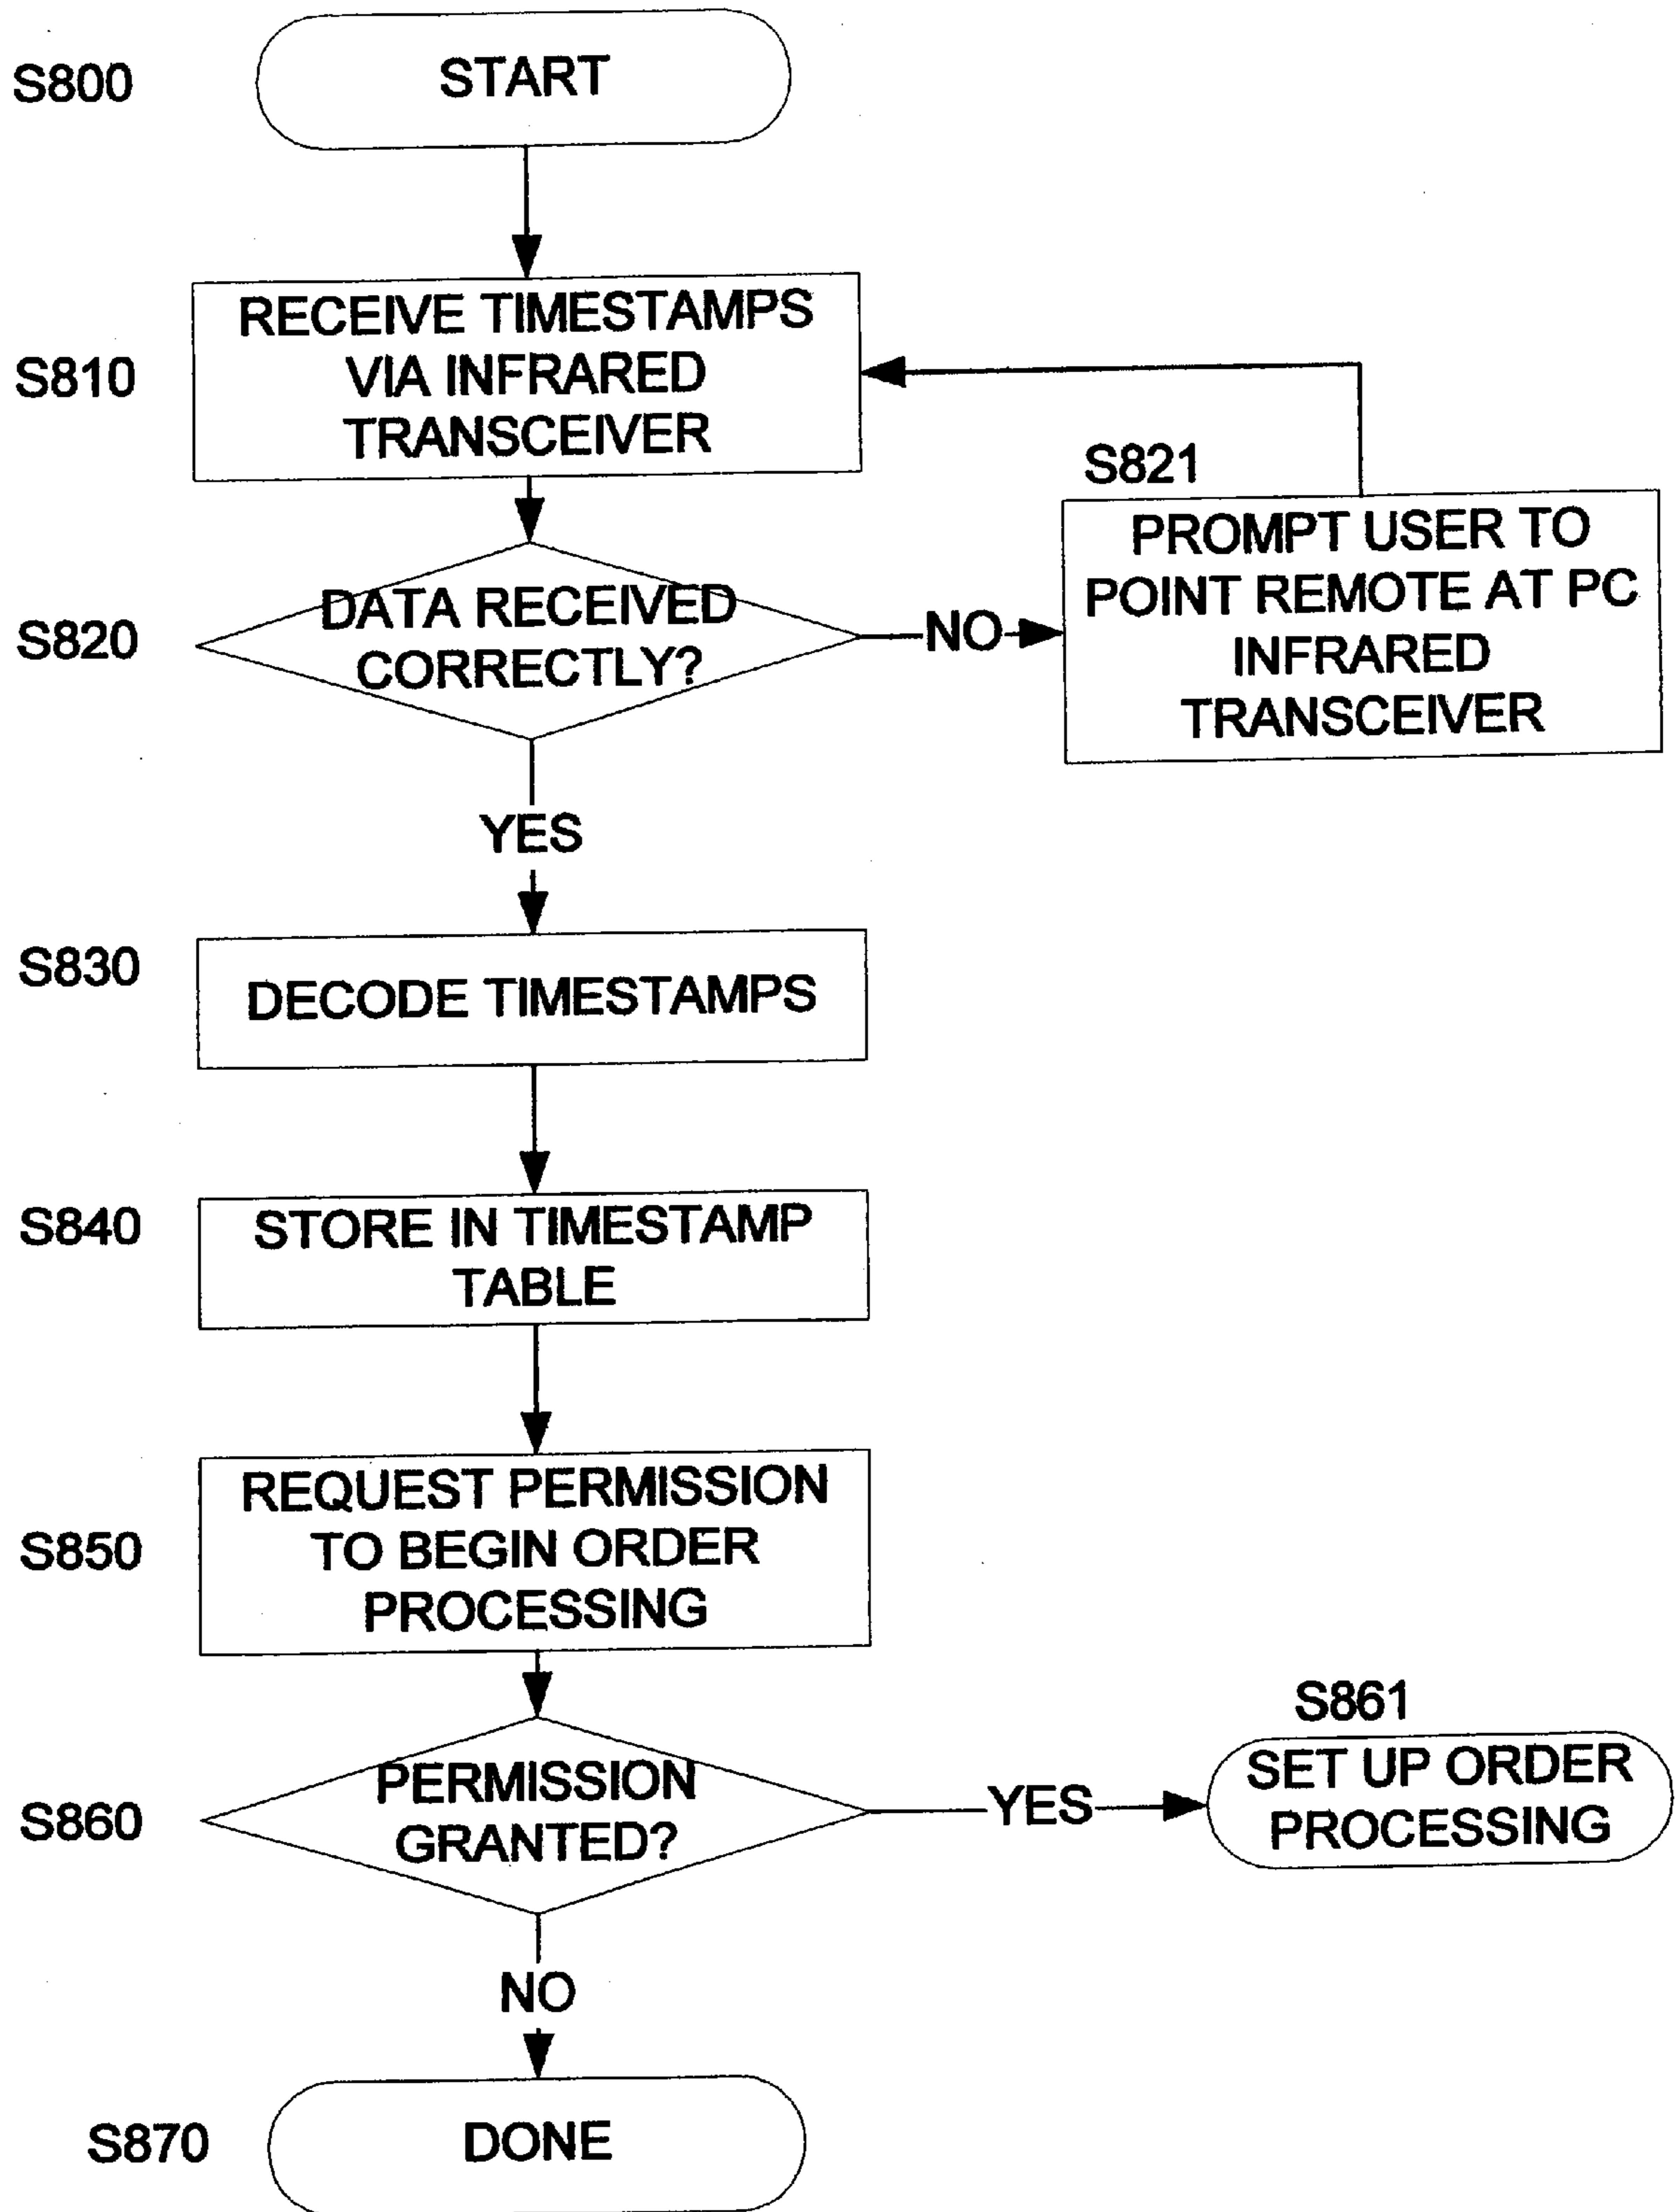 S800
START
S810
RECEIVE TIMESTAMPS
VIA INFRARED
TRANSCEIVER
S820
DATA RECEIVED
CORRECTLY?
NO
S821
PROMPT USER TO
POINT REMOTE AT PC
INFRARED
TRANSCEIVER
YES
S830
DECODE TIMESTAMPS
S840
STORE IN TIMESTAMP
TABLE
S850
REQUEST PERMISSION
TO BEGIN ORDER
PROCESSING
S860
PERMISSION
GRANTED?
YES
S861
SET UP ORDER
PROCESSING
NO
S870
DONE